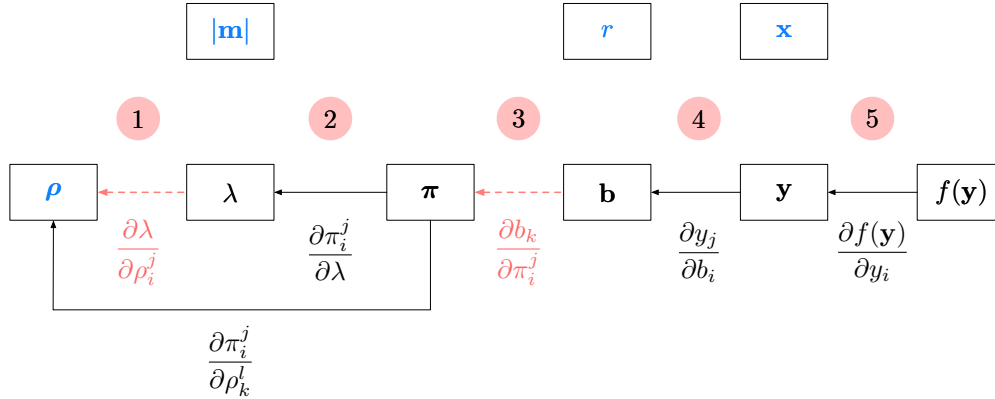 |m| r x
1 2 3 4 5
ρ λ π b y f(y)
∂λ/∂ρ_i^j ∂π_i^j/∂λ ∂b_k/∂π_i^j ∂y_j/∂b_i ∂f(y)/∂y_i
∂π_i^j/∂ρ_k^l